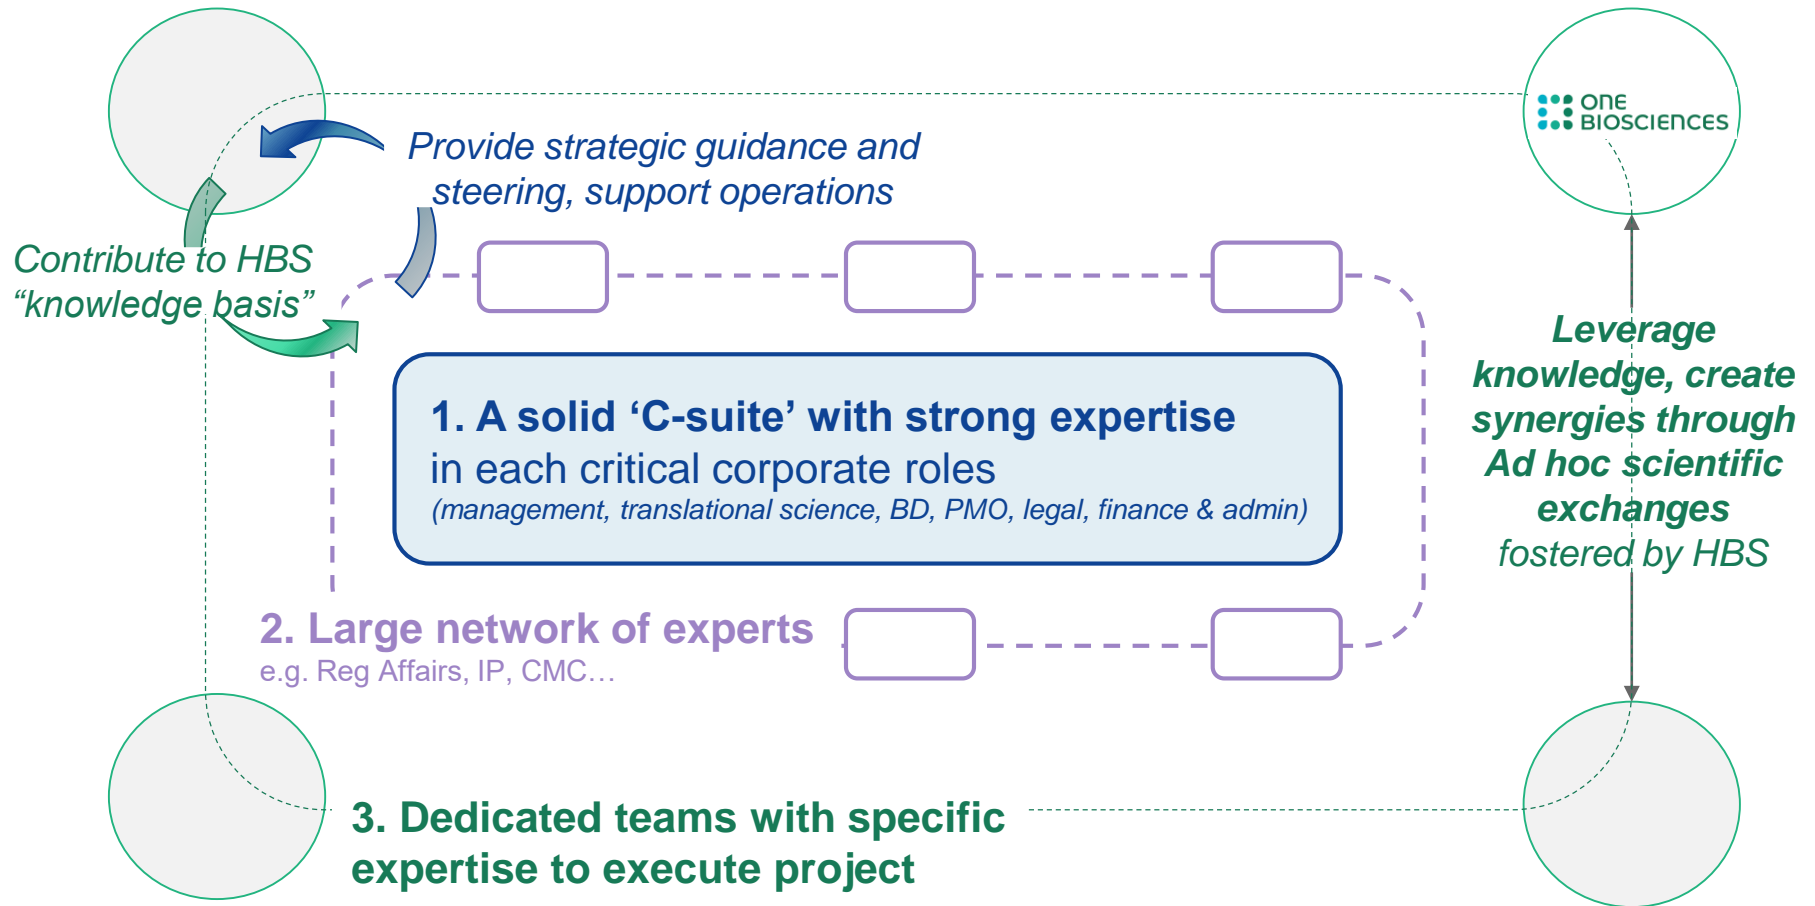 ONE
BIOSCIENCES
Provide strategic guidance and
steering, support operations
Contribute to HBS
“knowledge basis”
1. A solid ‘C-suite’ with strong expertise
in each critical corporate roles
(management, translational science, BD, PMO, legal, finance & admin)
Leverage
knowledge, create
synergies through
Ad hoc scientific
exchanges
fostered by HBS
2. Large network of experts
e.g. Reg Affairs, IP, CMC…
3. Dedicated teams with specific
expertise to execute project